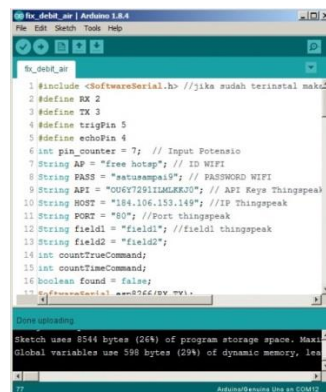 fix_debit_air | Arduino 1.8.4
File Edit Sketch Tools Help
fix_debit_air
1 #include <SoftwareSerial.h> //jika sudah terinstal mak
2 #define RX 2
3 #define TX 3
4 #define trigPin 5
5 #define echoPin 4
6 int pin_counter = 7; // Input Potensio
7 String AP = "free hotsp"; // ID WIFI
8 String PASS = "satusampai9"; // PASSWORD WIFI
9 String API = // API Keys Thingspeak
10 String HOST = "184.106.153.149"; //IP Thingspeak
11 String PORT = "80"; //Port thingspeak
12 String field1 = "field1"; //field1 thingspeak
13 String field2 = "field2";
14 int countTrueCommand;
15 int countTimeCommand;
16 boolean found = false;
17 SoftwareSerial esp8266(RX,TX);
Done uploading.
Sketch uses 8544 bytes (26%) of program storage space. Maxi
Global variables use 598 bytes (29%) of dynamic memory, lea
77
Arduino/Genuino Uno on COM12